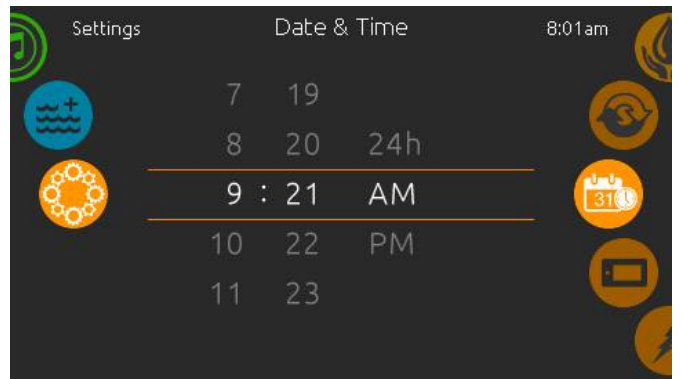 Settings Date & Time 8:01am
7 19
8 20 24h
9 : 21 AM
10 22 PM
11 23
31
S